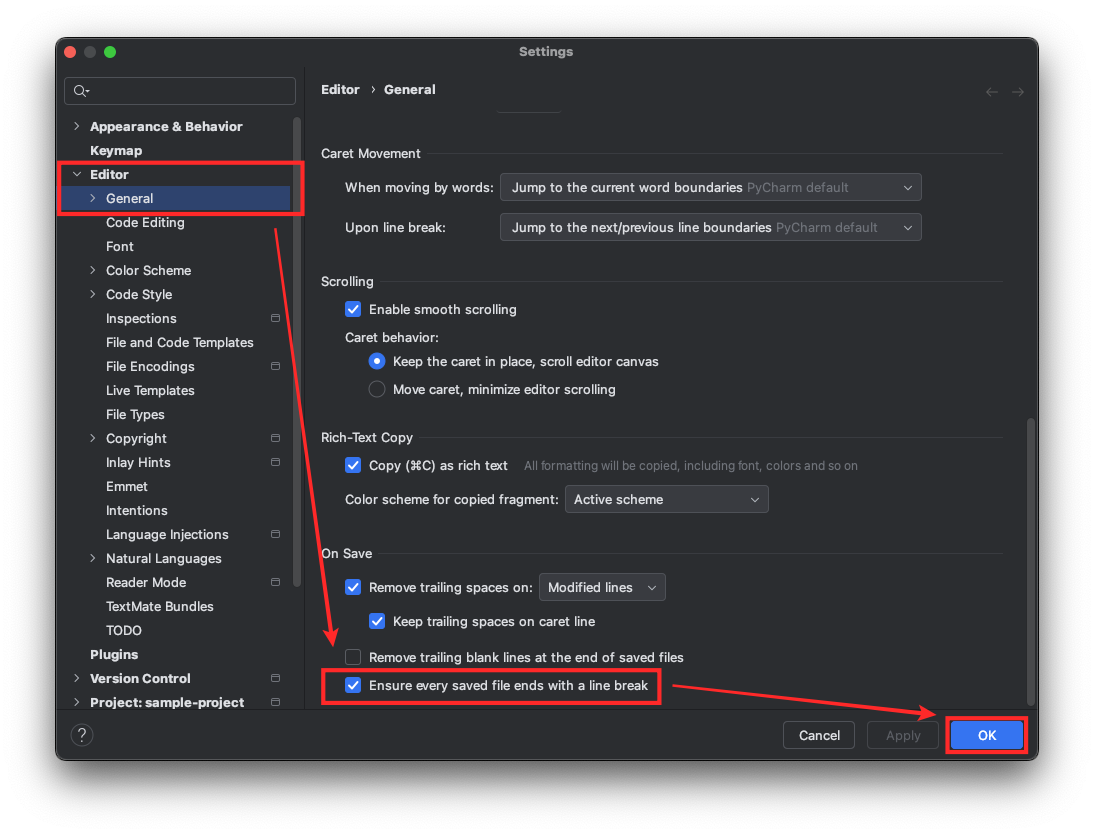 Settings
Editor › General
Appearance & Behavior
Keymap
Editor
General
Code Editing
Font
Color Scheme
Code Style
Inspections
File and Code Templates
File Encodings
Live Templates
File Types
Copyright
Inlay Hints
Emmet
Intentions
Language Injections
Natural Languages
Reader Mode
TextMate Bundles
TODO
Plugins
Version Control
Project: sample-project
Caret Movement
When moving by words: Jump to the current word boundaries PyCharm default
Upon line break: Jump to the next/previous line boundaries PyCharm default
Scrolling
Enable smooth scrolling
Caret behavior:
Keep the caret in place, scroll editor canvas
Move caret, minimize editor scrolling
Rich-Text Copy
Copy (⌘C) as rich text All formatting will be copied, including font, colors and so on
Color scheme for copied fragment: Active scheme
On Save
Remove trailing spaces on: Modified lines
Keep trailing spaces on caret line
Remove trailing blank lines at the end of saved files
Ensure every saved file ends with a line break
? Cancel Apply OK